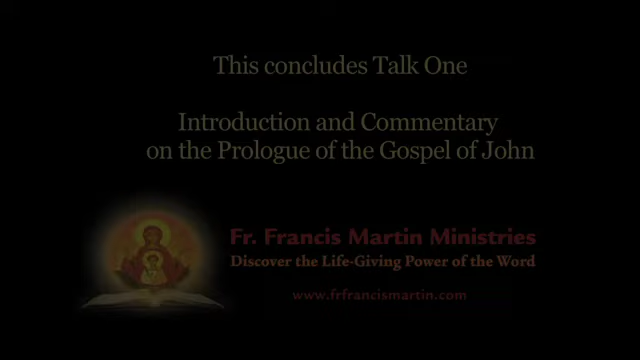 This concludes Talk One
Introduction and Commentary
on the Prologue of the Gospel of John
Fr. Francis Martin Ministries
Discover the Life-Giving Power of the Word
www.frfrancismartin.com